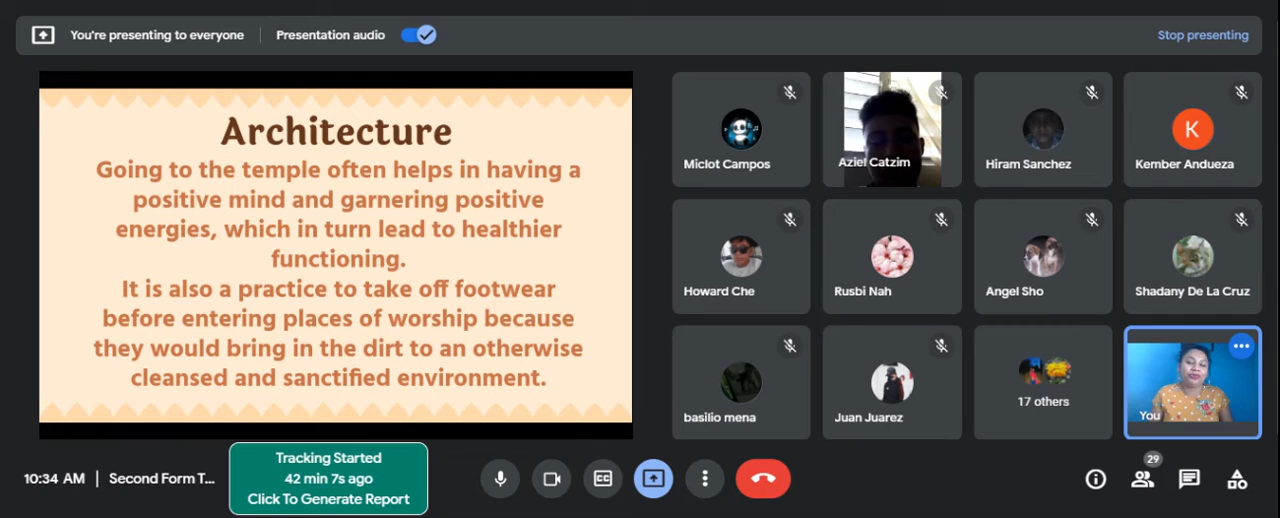 You're presenting to everyone
Presentation audio
Stop presenting
Architecture
Going to the temple often helps in having a
positive mind and garnering positive
energies, which in turn lead to healthier
functioning.
It is also a practice to take off footwear
before entering places of worship because
they would bring in the dirt to an otherwise
cleansed and sanctified environment.
Miclot Campos
Aziel Catzim
Hiram Sanchez
K
Kember Andueza
Howard Che
Rusbi Nah
Angel Sho
Shadany De La Cruz
basilio mena
Juan Juarez
17 others
You
10:34 AM | Second Form T...
Tracking Started
42 min 7s ago
Click To Generate Report
CC
29